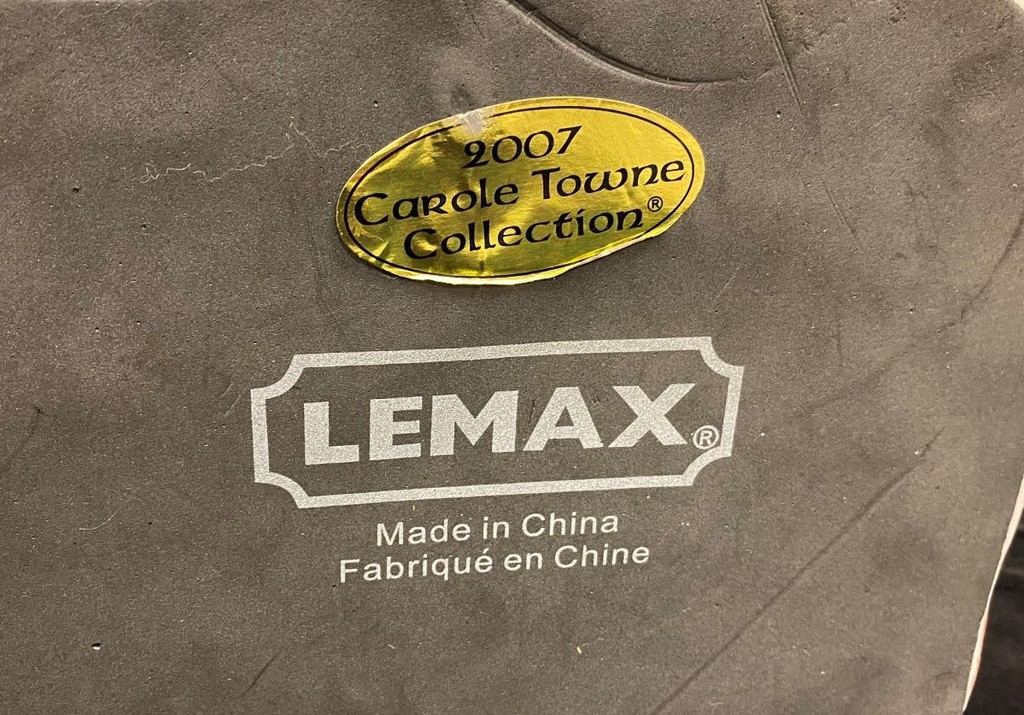 2007
Carole Towne
Collection®
LEMAX®
Made in China
Fabriqué en Chine